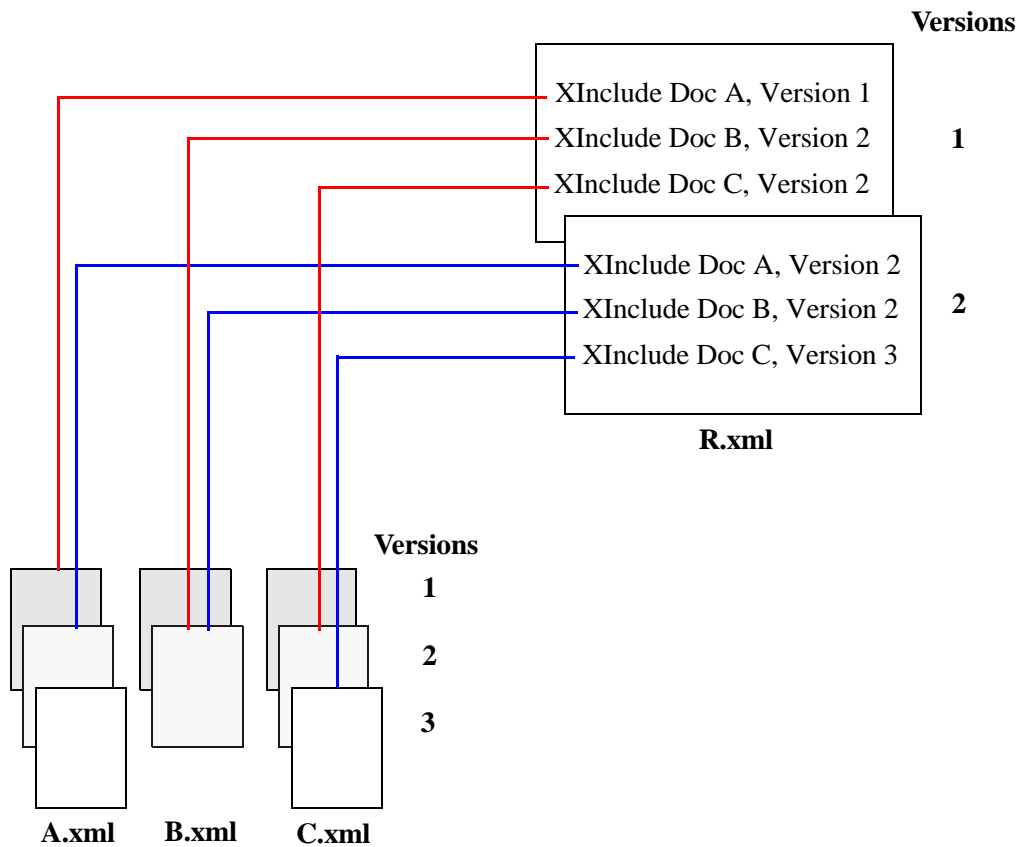 Versions
XInclude Doc A, Version 1
XInclude Doc B, Version 2
1
XInclude Doc C, Version 2
XInclude Doc A, Version 2
XInclude Doc B, Version 2
2
XInclude Doc C, Version 3
R.xml
Versions
1
2
3
A.xml
B.xml
C.xml